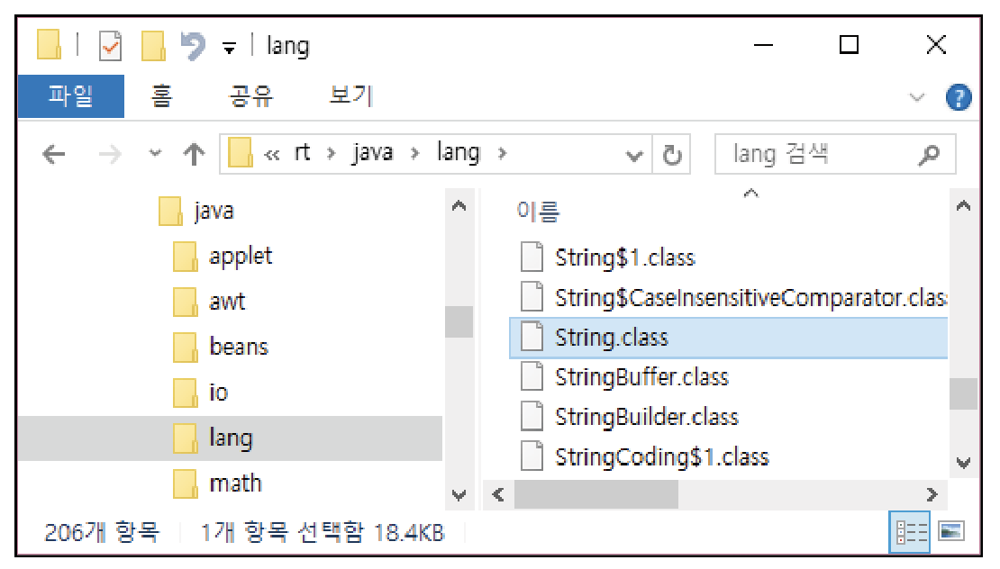 lang
파일 홈 공유 보기
« rt › java › lang ›
lang 검색
java
applet
awt
beans
io
lang
math
이름
String$1.class
String$CaseInsensitiveComparator.clas
String.class
StringBuffer.class
StringBuilder.class
StringCoding$1.class
206개 항목 1개 항목 선택함 18.4KB